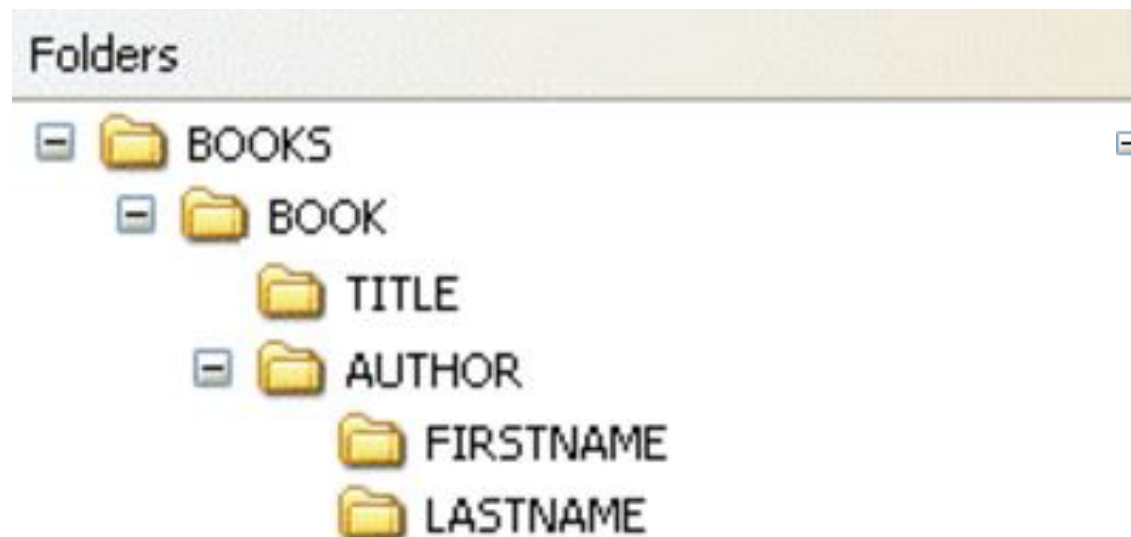 Folders
BOOKS
BOOK
TITLE
AUTHOR
FIRSTNAME
LASTNAME